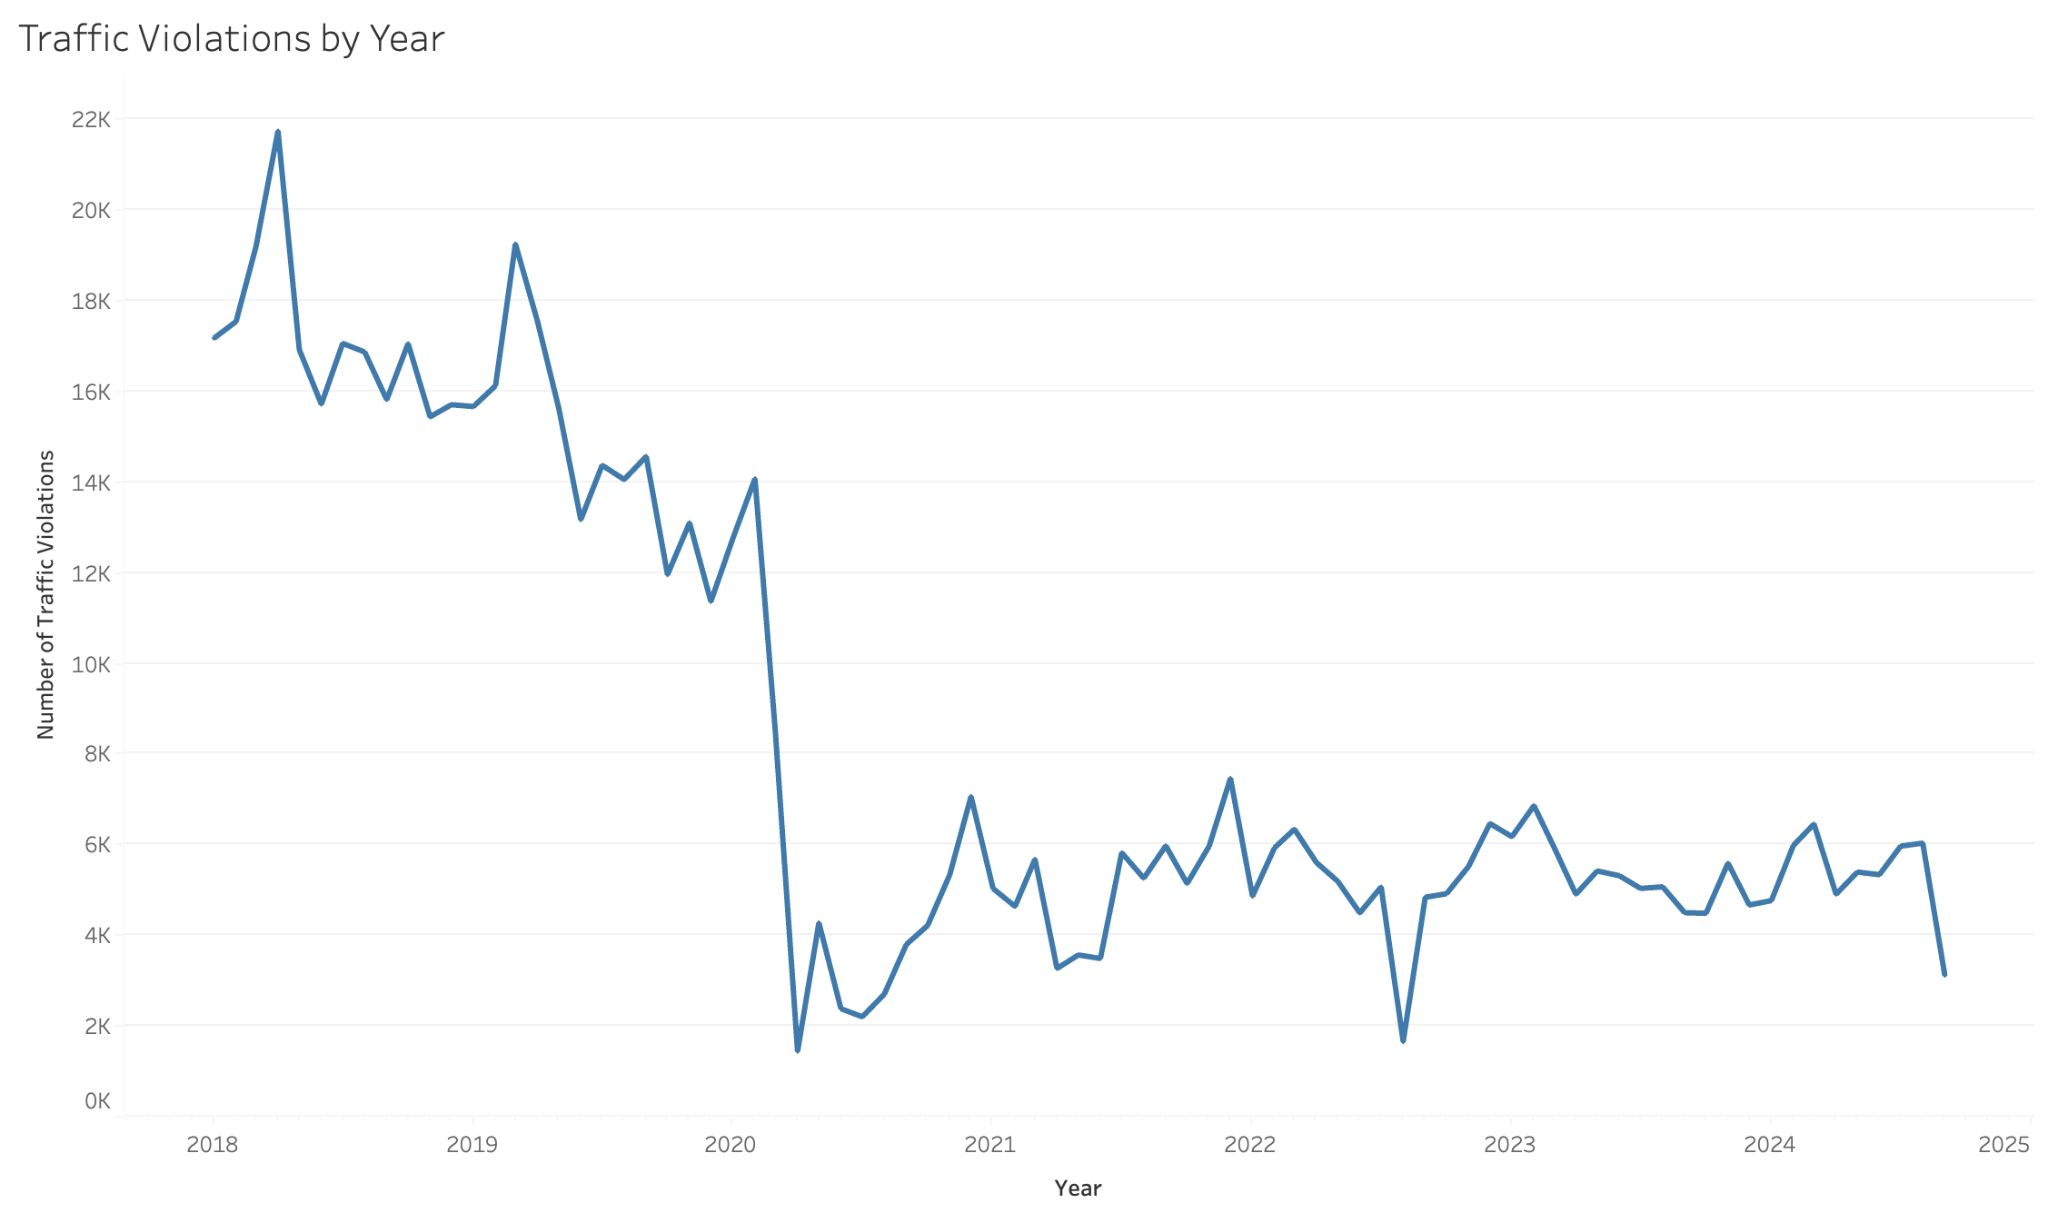 Traffic Violations by Year
Number of Traffic Violations
22K
20K
18K
16K
14K
12K
10K
8K
6K
4K
2K
0K
2018 2019 2020 2021 2022 2023 2024 2025
Year